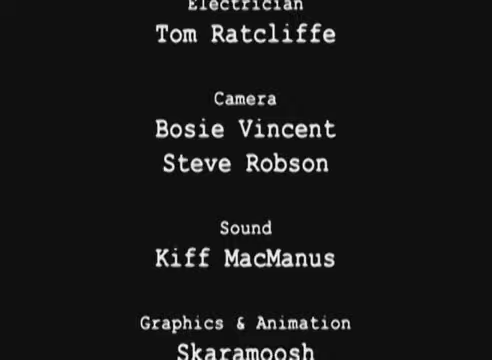 Electrician
Tom Ratcliffe
Camera
Bosie Vincent
Steve Robson
Sound
Kiff MacManus
Graphics & Animation
Skaramoosh